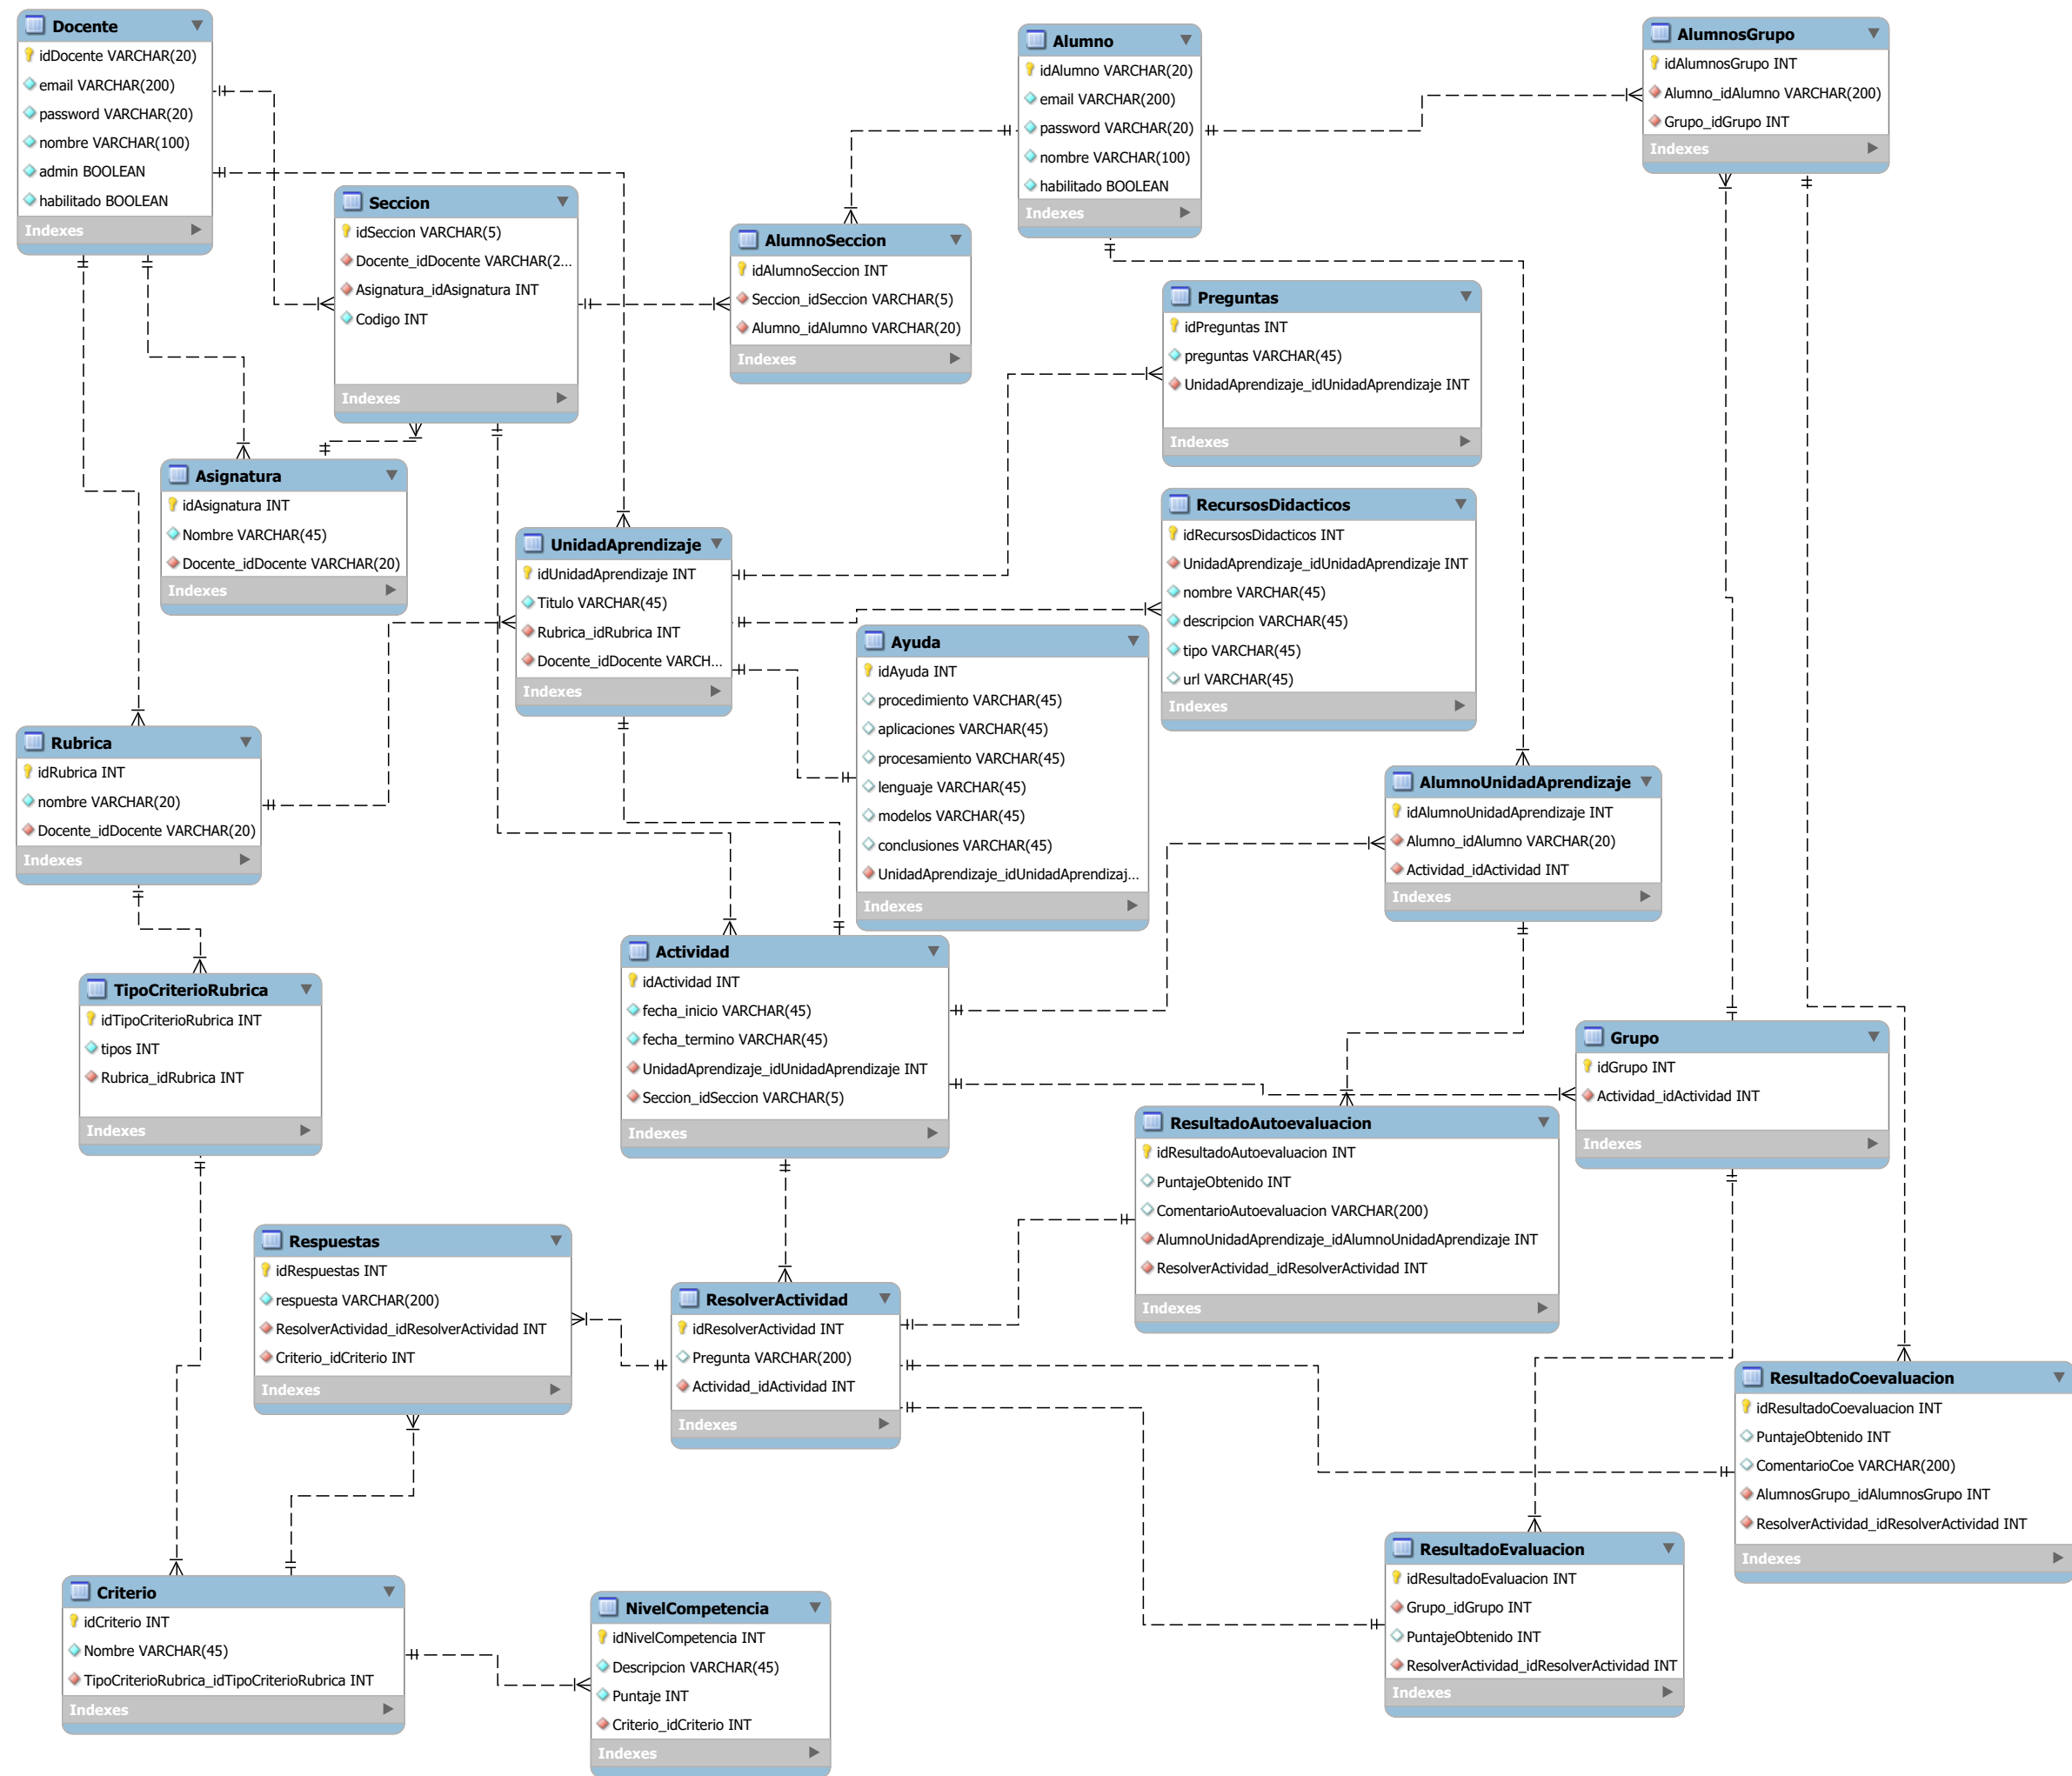 Docente
idDocente VARCHAR(20)
email VARCHAR(200)
password VARCHAR(20)
nombre VARCHAR(100)
admin BOOLEAN
habilitado BOOLEAN
Indexes
Alumno
idAlumno VARCHAR(20)
email VARCHAR(200)
password VARCHAR(20)
nombre VARCHAR(100)
habilitado BOOLEAN
Indexes
AlumnosGrupo
idAlumnosGrupo INT
Alumno_idAlumno VARCHAR(200)
Grupo_idGrupo INT
Indexes
Seccion
idSeccion VARCHAR(5)
Docente_idDocente VARCHAR(2...
Asignatura_idAsignatura INT
Codigo INT
Indexes
AlumnoSeccion
idAlumnoSeccion INT
Seccion_idSeccion VARCHAR(5)
Alumno_idAlumno VARCHAR(20)
Indexes
Preguntas
idPreguntas INT
preguntas VARCHAR(45)
UnidadAprendizaje_idUnidadAprendizaje INT
Indexes
Asignatura
idAsignatura INT
Nombre VARCHAR(45)
Docente_idDocente VARCHAR(20)
Indexes
UnidadAprendizaje
idUnidadAprendizaje INT
Titulo VARCHAR(45)
Rubrica_idRubrica INT
Docente_idDocente VARCH...
Indexes
RecursosDidacticos
idRecursosDidacticos INT
UnidadAprendizaje_idUnidadAprendizaje INT
nombre VARCHAR(45)
descripcion VARCHAR(45)
tipo VARCHAR(45)
url VARCHAR(45)
Indexes
Ayuda
idAyuda INT
procedimiento VARCHAR(45)
aplicaciones VARCHAR(45)
procesamiento VARCHAR(45)
lenguaje VARCHAR(45)
modelos VARCHAR(45)
conclusiones VARCHAR(45)
UnidadAprendizaje_idUnidadAprendizaj...
Indexes
Rubrica
idRubrica INT
nombre VARCHAR(20)
Docente_idDocente VARCHAR(20)
Indexes
AlumnoUnidadAprendizaje
idAlumnoUnidadAprendizaje INT
Alumno_idAlumno VARCHAR(20)
Actividad_idActividad INT
Indexes
TipoCriterioRubrica
idTipoCriterioRubrica INT
tipos INT
Rubrica_idRubrica INT
Indexes
Actividad
idActividad INT
fecha_inicio VARCHAR(45)
fecha_termino VARCHAR(45)
UnidadAprendizaje_idUnidadAprendizaje INT
Seccion_idSeccion VARCHAR(5)
Indexes
Grupo
idGrupo INT
Actividad_idActividad INT
Indexes
ResultadoAutoevaluacion
idResultadoAutoevaluacion INT
PuntajeObtenido INT
ComentarioAutoevaluacion VARCHAR(200)
AlumnoUnidadAprendizaje_idAlumnoUnidadAprendizaje INT
ResolverActividad_idResolverActividad INT
Indexes
Respuestas
idRespuestas INT
respuesta VARCHAR(200)
ResolverActividad_idResolverActividad INT
Criterio_idCriterio INT
Indexes
ResolverActividad
idResolverActividad INT
Pregunta VARCHAR(200)
Actividad_idActividad INT
Indexes
ResultadoCoevaluacion
idResultadoCoevaluacion INT
PuntajeObtenido INT
ComentarioCoe VARCHAR(200)
AlumnosGrupo_idAlumnosGrupo INT
ResolverActividad_idResolverActividad INT
Indexes
ResultadoEvaluacion
idResultadoEvaluacion INT
Grupo_idGrupo INT
PuntajeObtenido INT
ResolverActividad_idResolverActividad INT
Indexes
Criterio
idCriterio INT
Nombre VARCHAR(45)
TipoCriterioRubrica_idTipoCriterioRubrica INT
Indexes
NivelCompetencia
idNivelCompetencia INT
Descripcion VARCHAR(45)
Puntaje INT
Criterio_idCriterio INT
Indexes